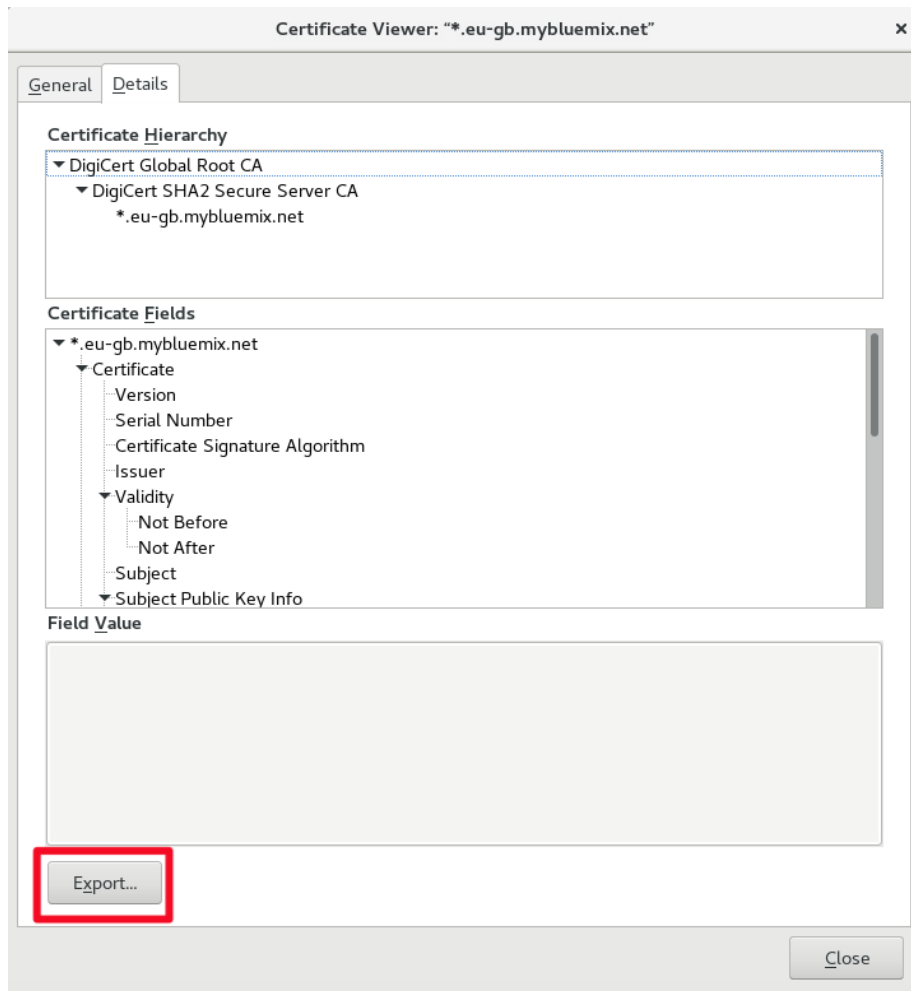 Certificate Viewer: “*.eu-gb.mybluemix.net” ×
General Details
Certificate Hierarchy
DigiCert Global Root CA
DigiCert SHA2 Secure Server CA
*.eu-gb.mybluemix.net
Certificate Fields
*.eu-gb.mybluemix.net
Certificate
Version
Serial Number
Certificate Signature Algorithm
Issuer
Validity
Not Before
Not After
Subject
Subject Public Key Info
Field Value
Export...
Close